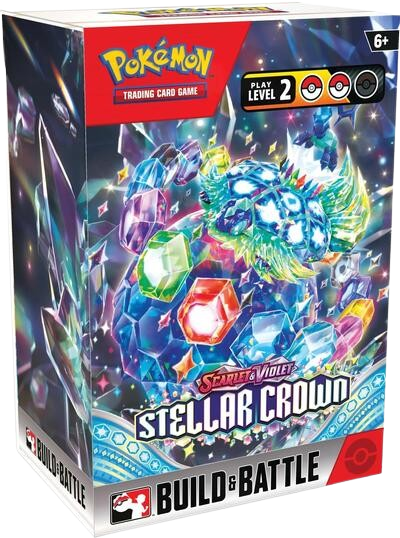 POKÉMON
TRADING CARD GAME
6+
PLAY
LEVEL 2
SCARLET & VIOLET
STELLAR CROWN
BUILD & BATTLE
BUILD & BATTLE